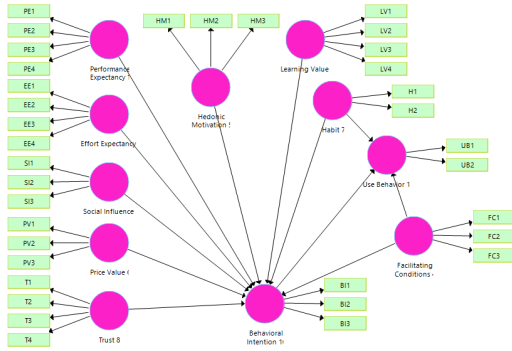 PE1
PE2
PE3
PE4
Performance
Expectancy
EE1
EE2
EE3
EE4
Effort Expectancy
SI1
SI2
SI3
Social Influence
PV1
PV2
PV3
Price Value
T1
T2
T3
T4
Trust 8
HM1
HM2
HM3
Hedonic
Motivation
LV1
LV2
LV3
LV4
Learning Value
H1
H2
Habit 7
UB1
UB2
Use Behavior 1
FC1
FC2
FC3
Facilitating
Conditions
BI1
BI2
BI3
Behavioral
Intention